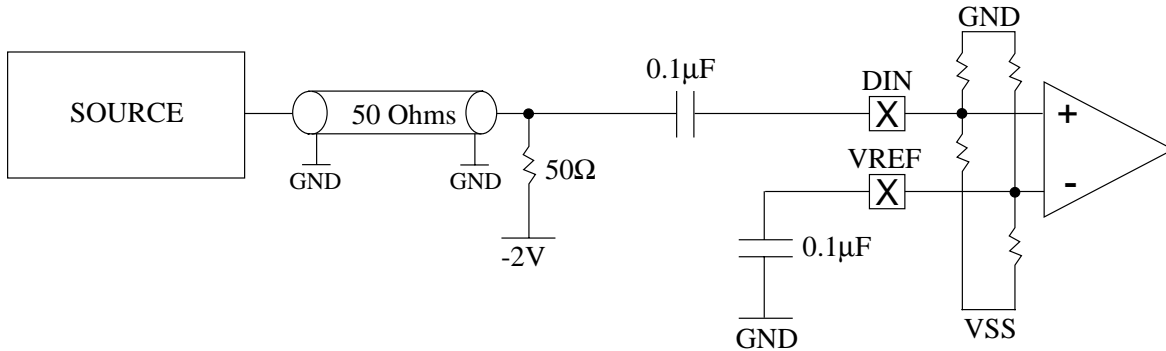 SOURCE
50 Ohms
GND
GND
50Ω
-2V
0.1µF
DIN
X
VREF
X
0.1µF
GND
GND
+
-
VSS